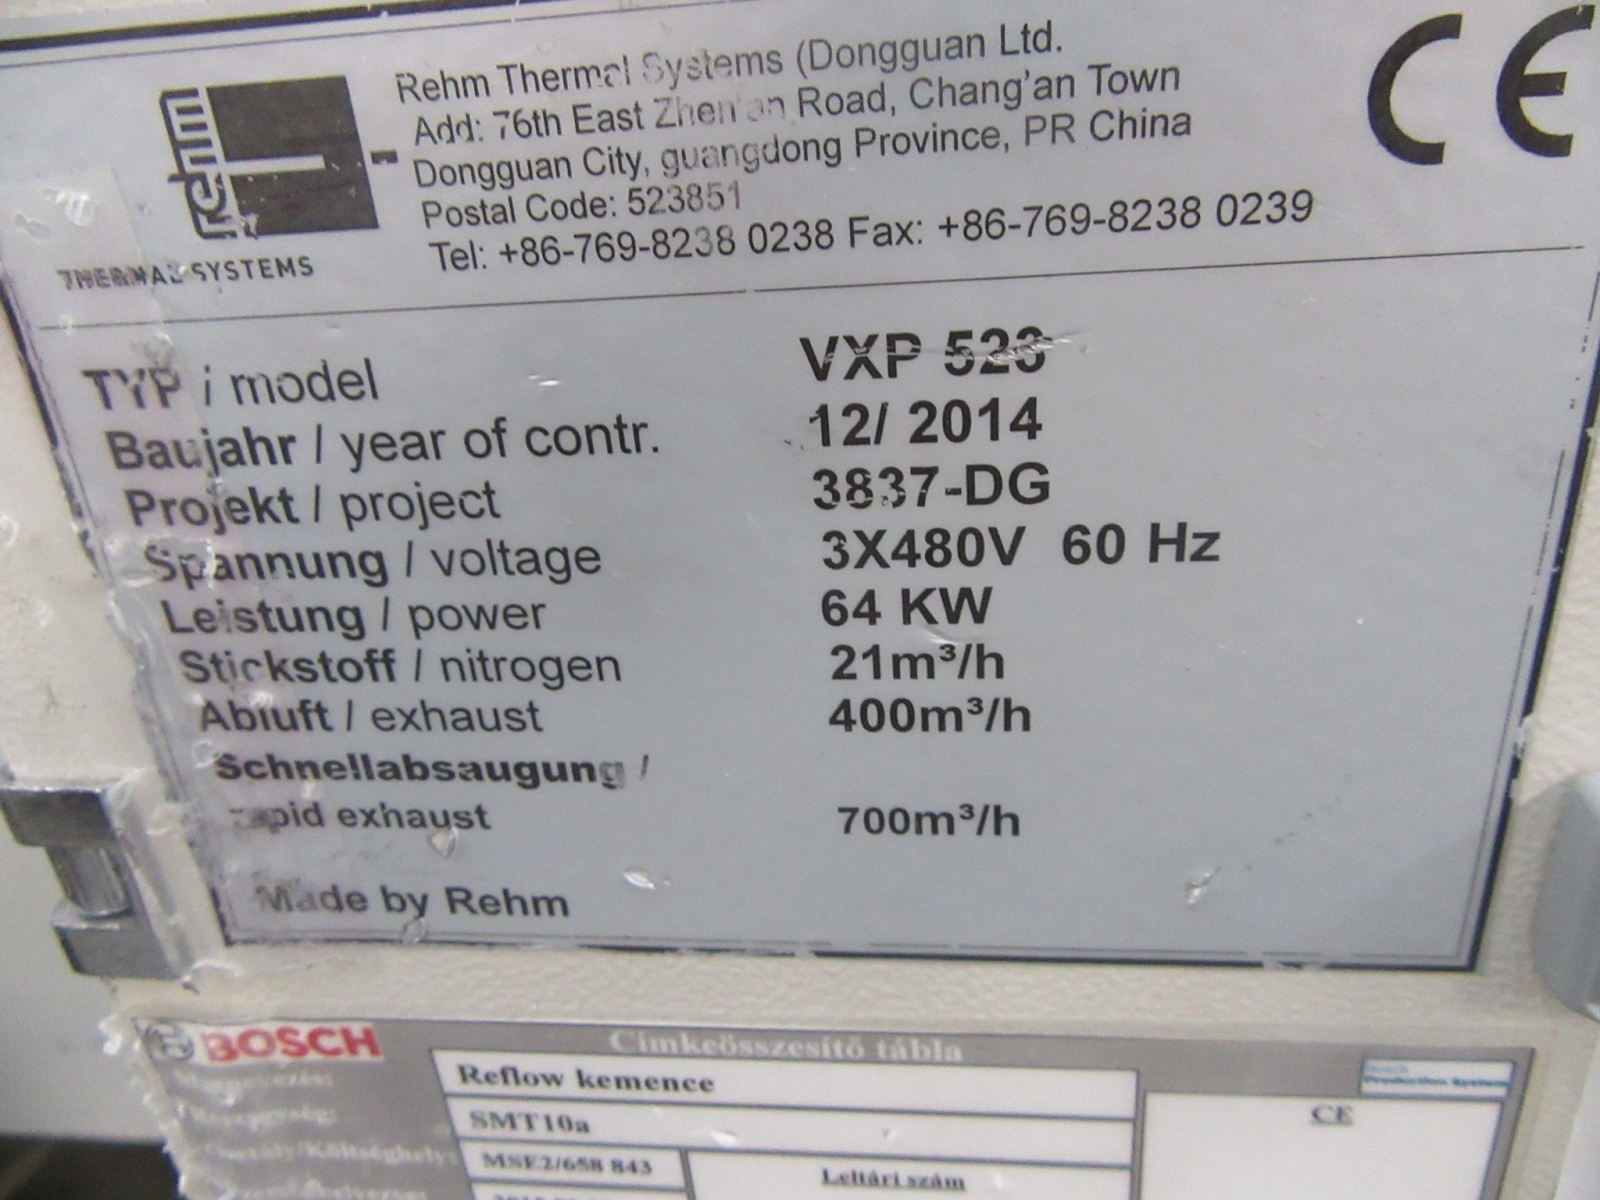 rehm
THERMAL SYSTEMS
Rehm Thermal Systems (Dongguan Ltd.
Add: 76th East Zhen'an Road, Chang'an Town
Dongguan City, guangdong Province, PR China
Postal Code: 523851
Tel: +86-769-8238 0238 Fax: +86-769-8238 0239
CE
TYP / model VXP 523
Baujahr / year of contr. 12/ 2014
Projekt / project 3837-DG
Spannung / voltage 3X480V 60 Hz
Leistung / power 64 KW
Stickstoff / nitrogen 21m³/h
Abluft / exhaust 400m³/h
Schnellabsaugung /
rapid exhaust 700m³/h
Made by Rehm
BOSCH
Címkeösszesítő tábla
Bosch
Production System
Reflow kemence
CE
SMT10a
MSE2/658 843
Leltári szám